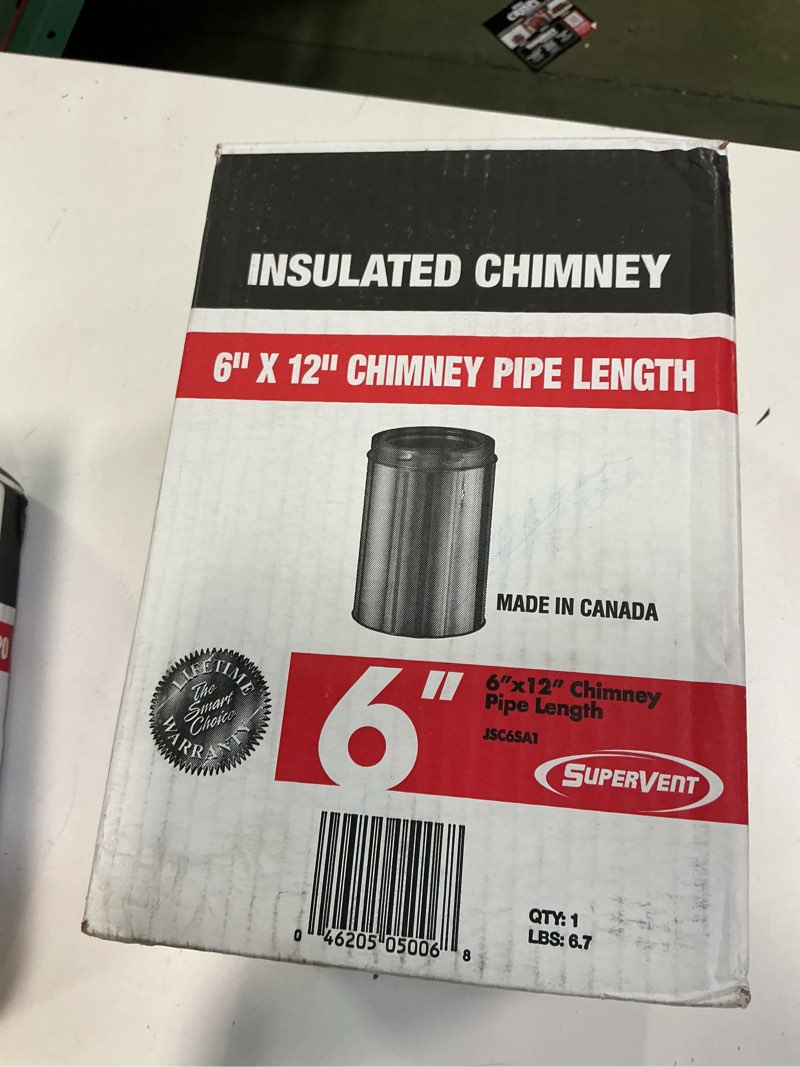 INSULATED CHIMNEY
6" X 12" CHIMNEY PIPE LENGTH
MADE IN CANADA
LIFETIME
The
Smart
Choice
WARRANTY
6"
6"x12" Chimney
Pipe Length
JSC6SA1
SUPERVENT
0 46205 05006 8
QTY: 1
LBS: 6.7